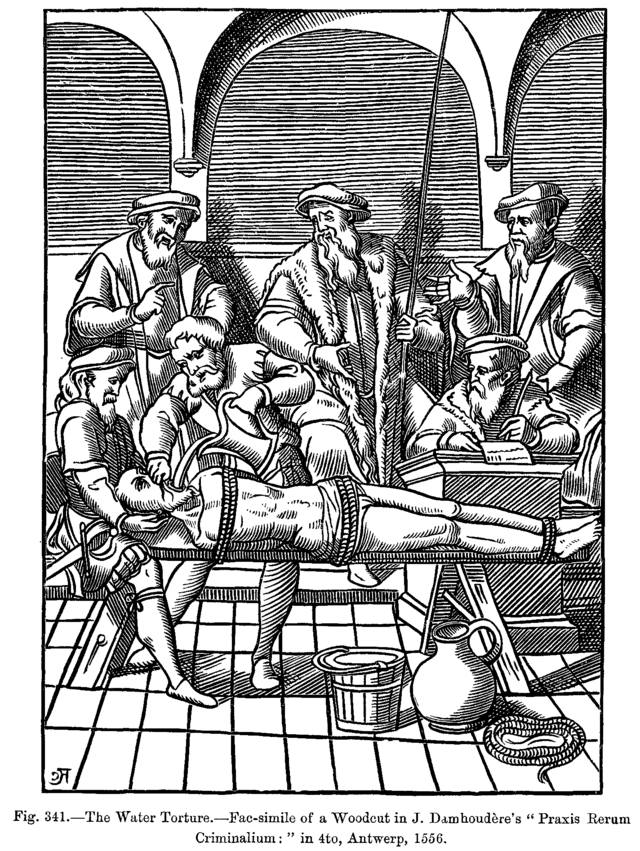 Fig. 341.—The Water Torture.—Fac-simile of a Woodcut in J. Damhoudère's “ Praxis Rerum
Criminalium : ” in 4to, Antwerp, 1556.